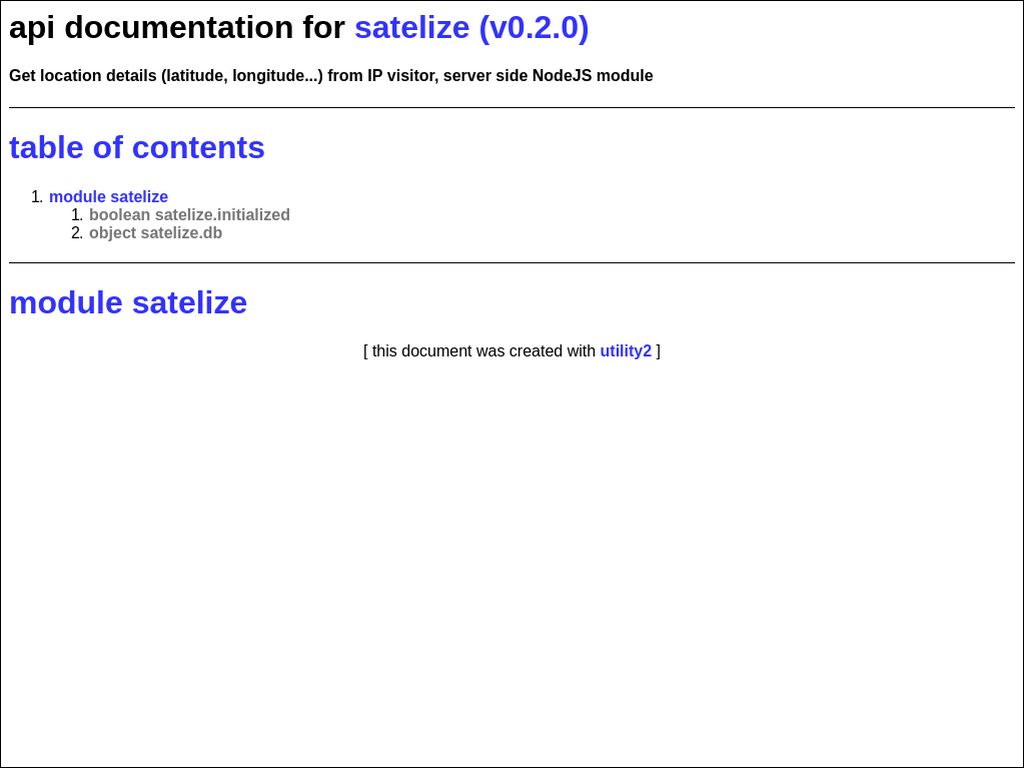 api documentation for satelize (v0.2.0)
Get location details (latitude, longitude...) from IP visitor, server side NodeJS module
table of contents
1. module satelize
1. boolean satelize.initialized
2. object satelize.db
module satelize
[ this document was created with utility2 ]